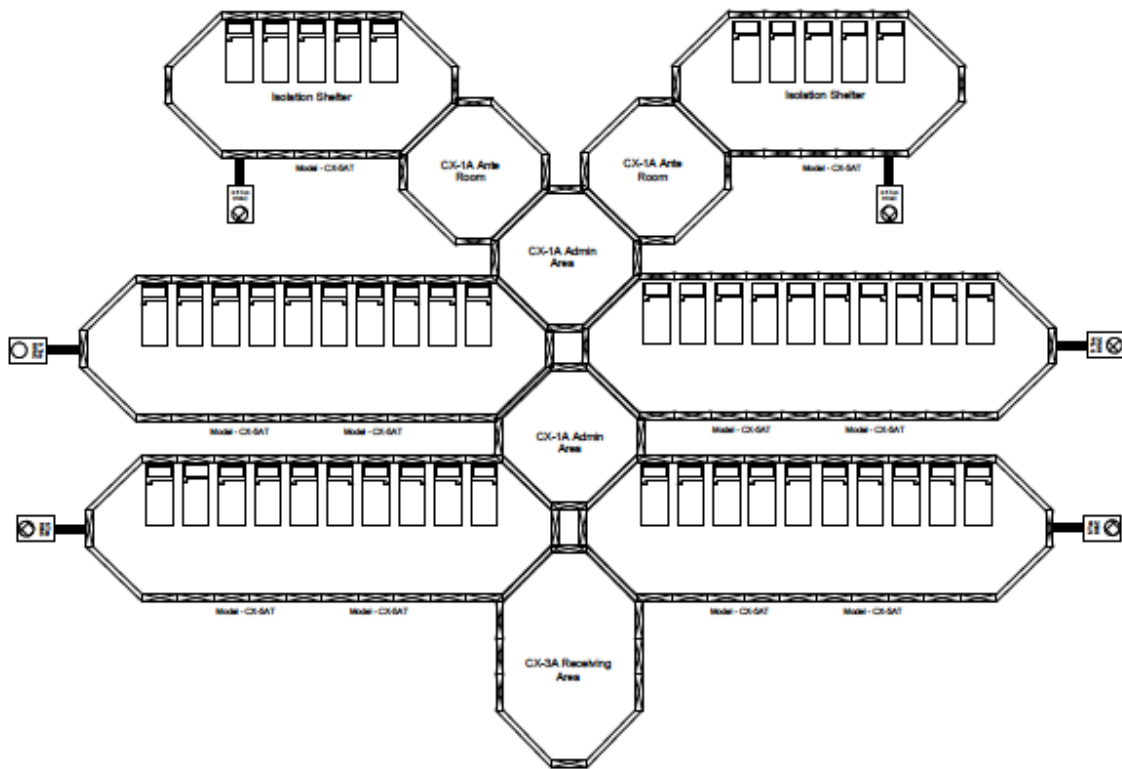 Isolation Shelter
Isolation Shelter
Model - CX-5AT
CX-1A Ante
Room
CX-1A Ante
Room
Model - CX-5AT
CX-1A Admin
Area
Model - CX-5AT
Model - CX-5AT
Model - CX-5AT
Model - CX-5AT
CX-1A Admin
Area
Model - CX-5AT
Model - CX-5AT
Model - CX-5AT
Model - CX-5AT
CX-3A Receiving
Area